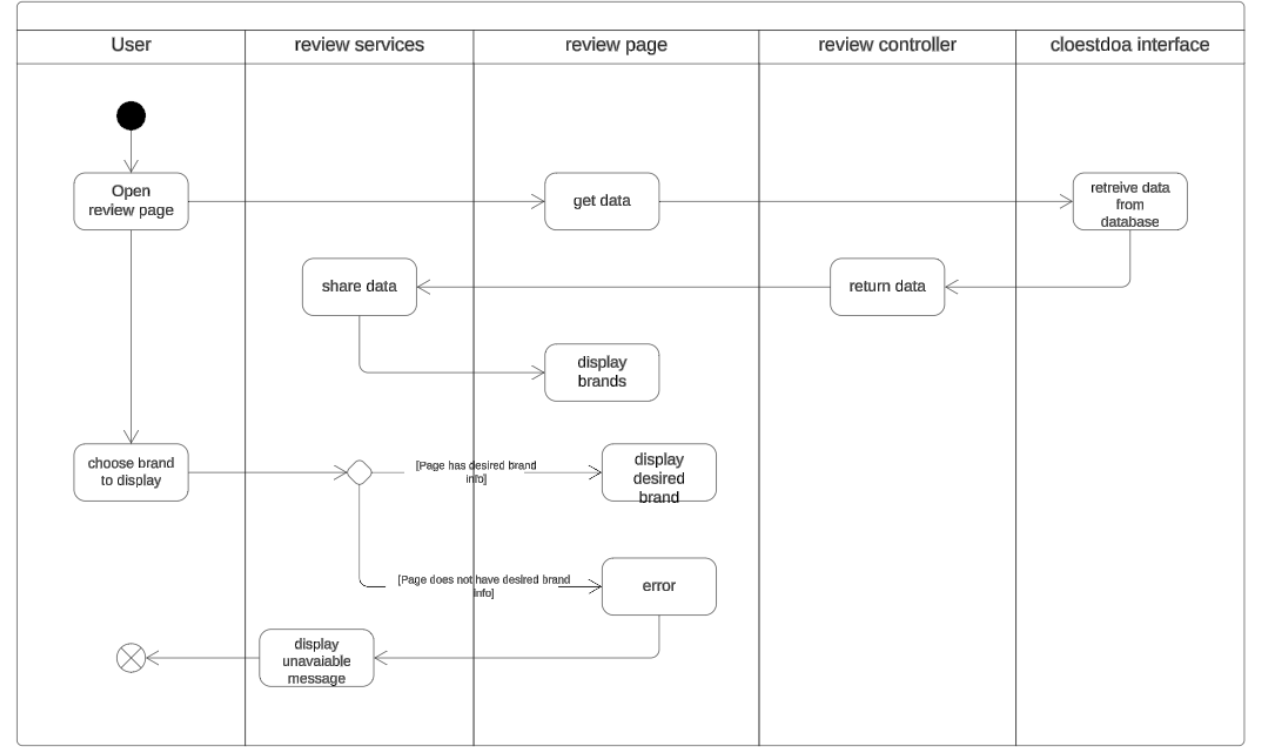 User
review services
review page
review controller
cloestdoa interface
Open
review page
get data
retreive data
from
database
share data
return data
display
brands
choose brand
to display
[Page has desired brand
info]
display
desired
brand
[Page does not have desired brand
info]
error
display
unavaiable
message